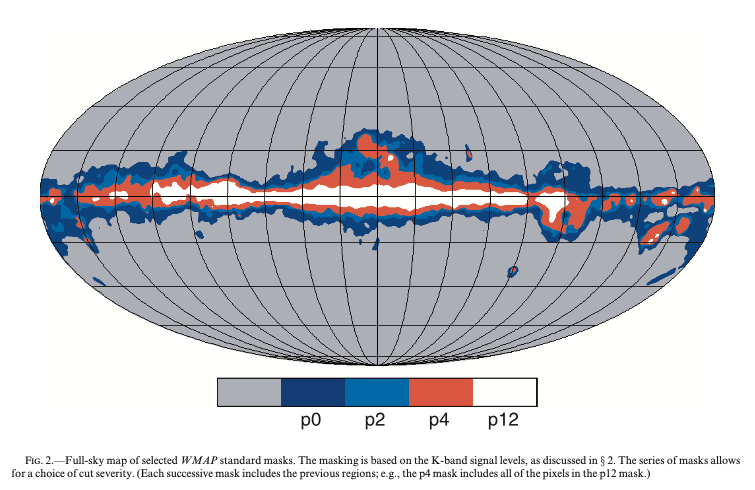 p0 p2 p4 p12
FIG. 2.—Full-sky map of selected WMAP standard masks. The masking is based on the K-band signal levels, as discussed in § 2. The series of masks allows
for a choice of cut severity. (Each successive mask includes the previous regions; e.g., the p4 mask includes all of the pixels in the p12 mask.)